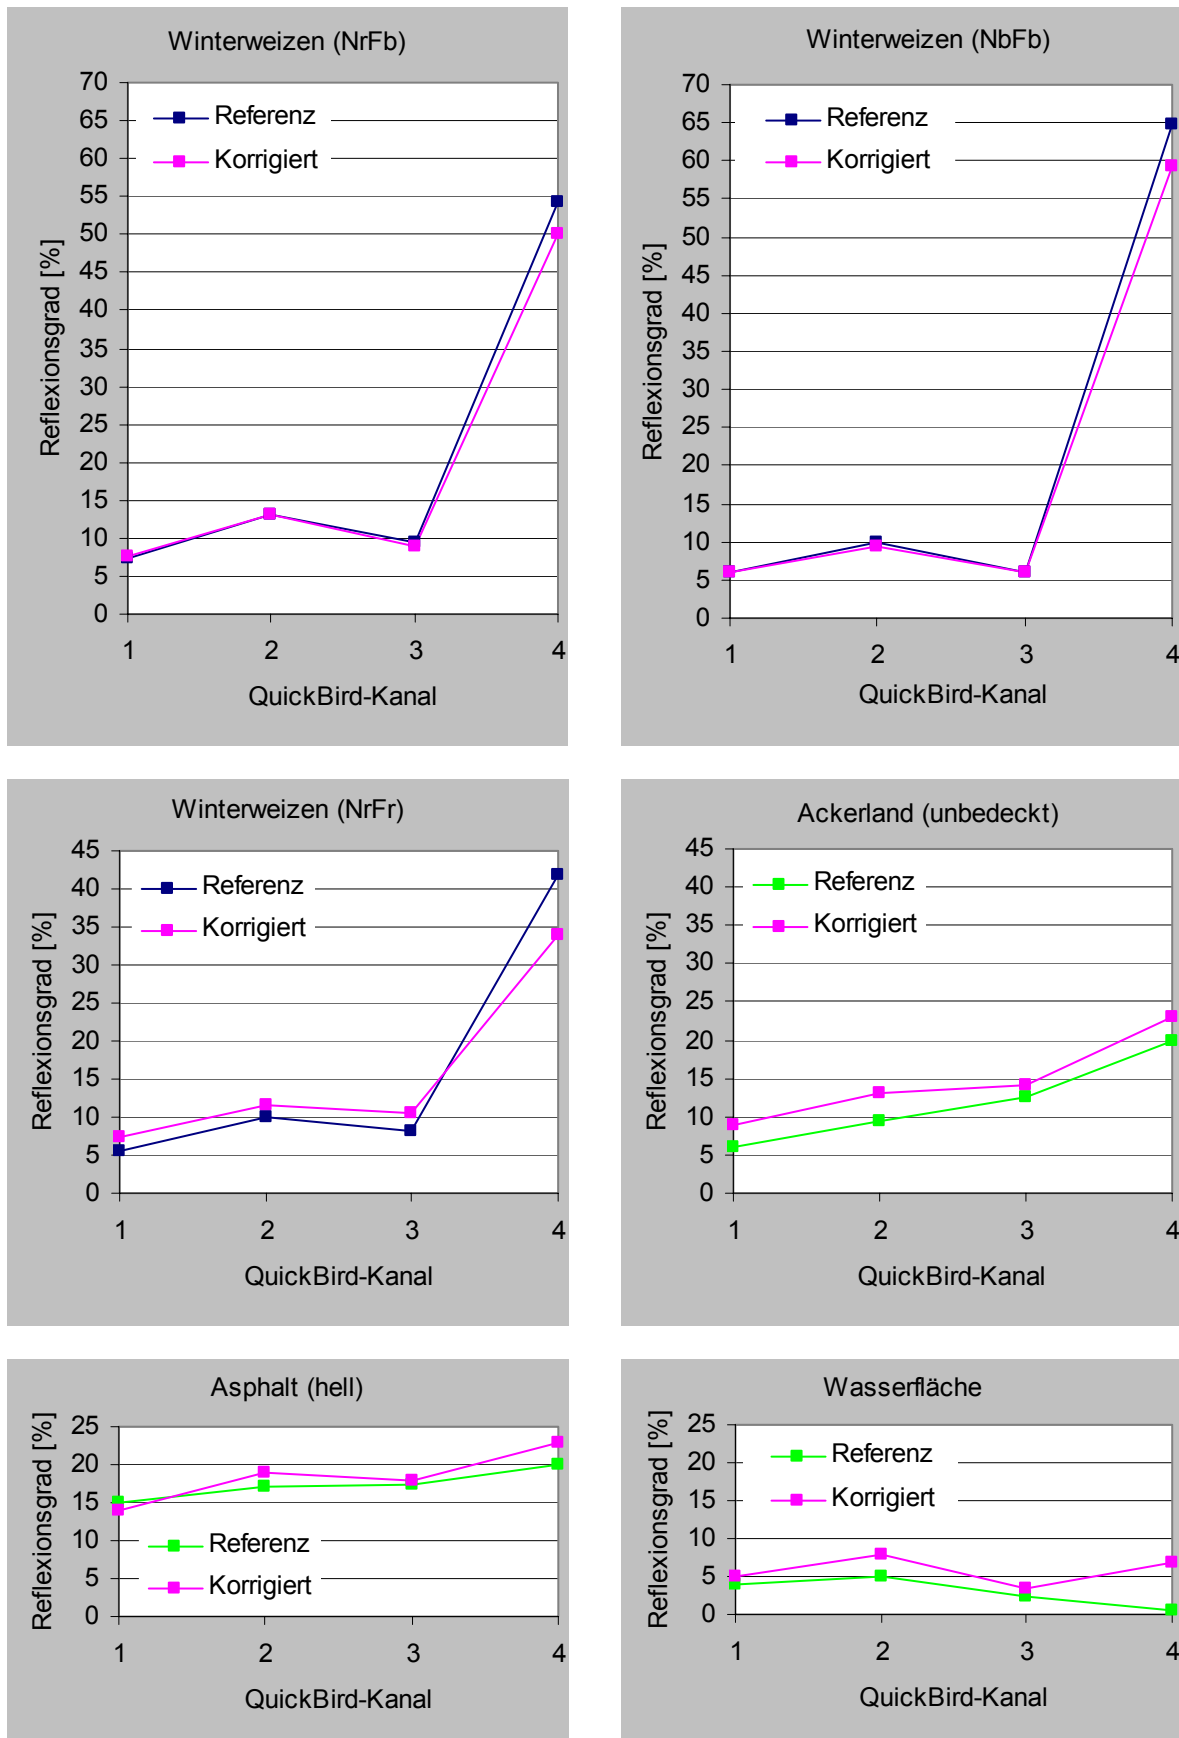 Winterweizen (NrFb)
70
65
60
55
50
45
40
35
30
25
20
15
10
5
0
Reflexionsgrad [%]
Referenz
Korrigiert
1 2 3 4
QuickBird-Kanal
Winterweizen (NbFb)
70
65
60
55
50
45
40
35
30
25
20
15
10
5
0
Reflexionsgrad [%]
Referenz
Korrigiert
1 2 3 4
QuickBird-Kanal
Winterweizen (NrFr)
45
40
35
30
25
20
15
10
5
0
Reflexionsgrad [%]
Referenz
Korrigiert
1 2 3 4
QuickBird-Kanal
Ackerland (unbedeckt)
45
40
35
30
25
20
15
10
5
0
Reflexionsgrad [%]
Referenz
Korrigiert
1 2 3 4
QuickBird-Kanal
Asphalt (hell)
25
20
15
10
5
0
Reflexionsgrad [%]
Referenz
Korrigiert
1 2 3 4
QuickBird-Kanal
Wasserfläche
25
20
15
10
5
0
Reflexionsgrad [%]
Referenz
Korrigiert
1 2 3 4
QuickBird-Kanal